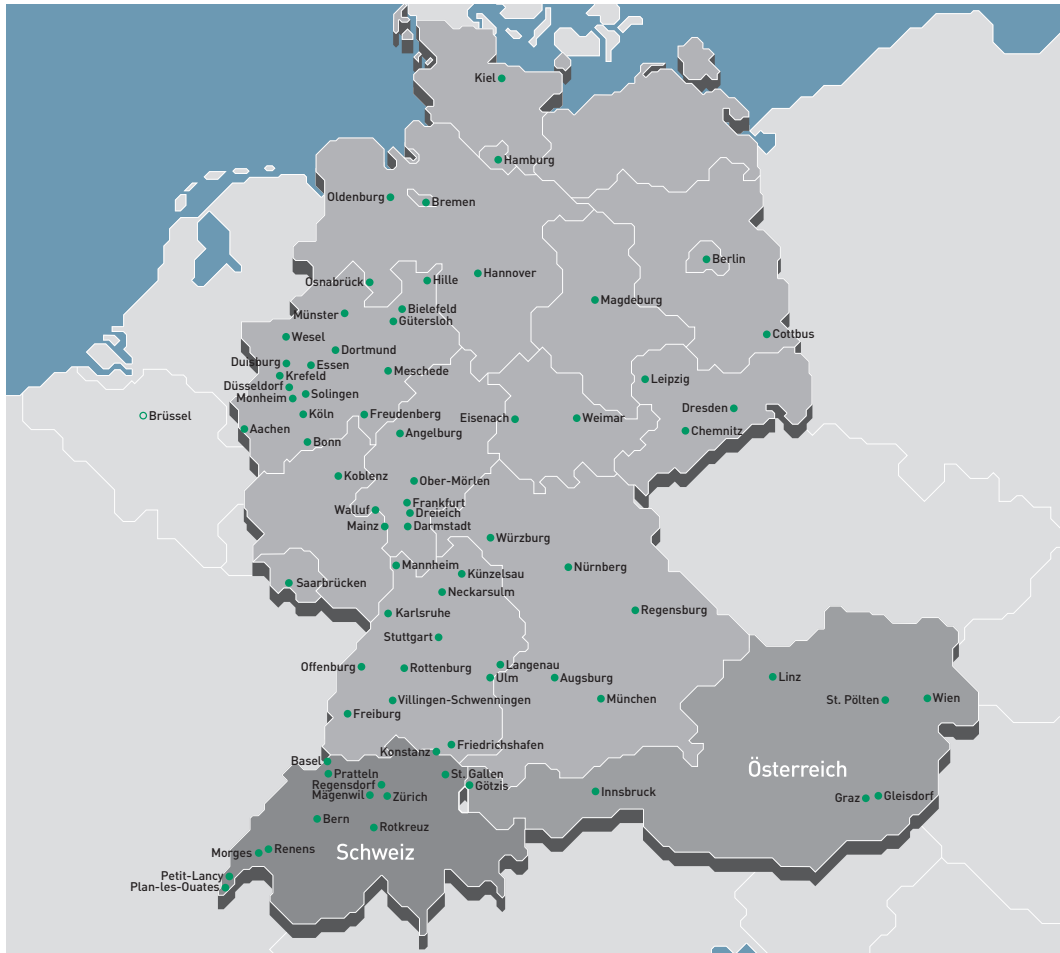 Kiel
Hamburg
Oldenburg
Bremen
Berlin
Hannover
Osnabrück
Hille
Magdeburg
Bielefeld
Münster
Gütersloh
Cottbus
Wesel
Dortmund
Duisburg
Essen
Meschede
Krefeld
Leipzig
Düsseldorf
Solingen
Monheim
Dresden
Brüssel
Köln
Freudenberg
Eisenach
Weimar
Aachen
Angelburg
Chemnitz
Bonn
Koblenz
Ober-Mörlen
Frankfurt
Walluf
Dreieich
Mainz
Darmstadt
Würzburg
Mannheim
Nürnberg
Künzelsau
Saarbrücken
Neckarsulm
Karlsruhe
Regensburg
Stuttgart
Offenburg
Rottenburg
Langenau
Ulm
Augsburg
Linz
Villingen-Schwenningen
München
St. Pölten
Wien
Freiburg
Friedrichshafen
Konstanz
Basel
Pratteln
St. Gallen
Österreich
Regensdorf
Götzis
Mägenwil
Zürich
Innsbruck
Graz
Gleisdorf
Bern
Rotkreuz
Schweiz
Morges
Renens
Petit-Lancy
Plan-les-Ouates